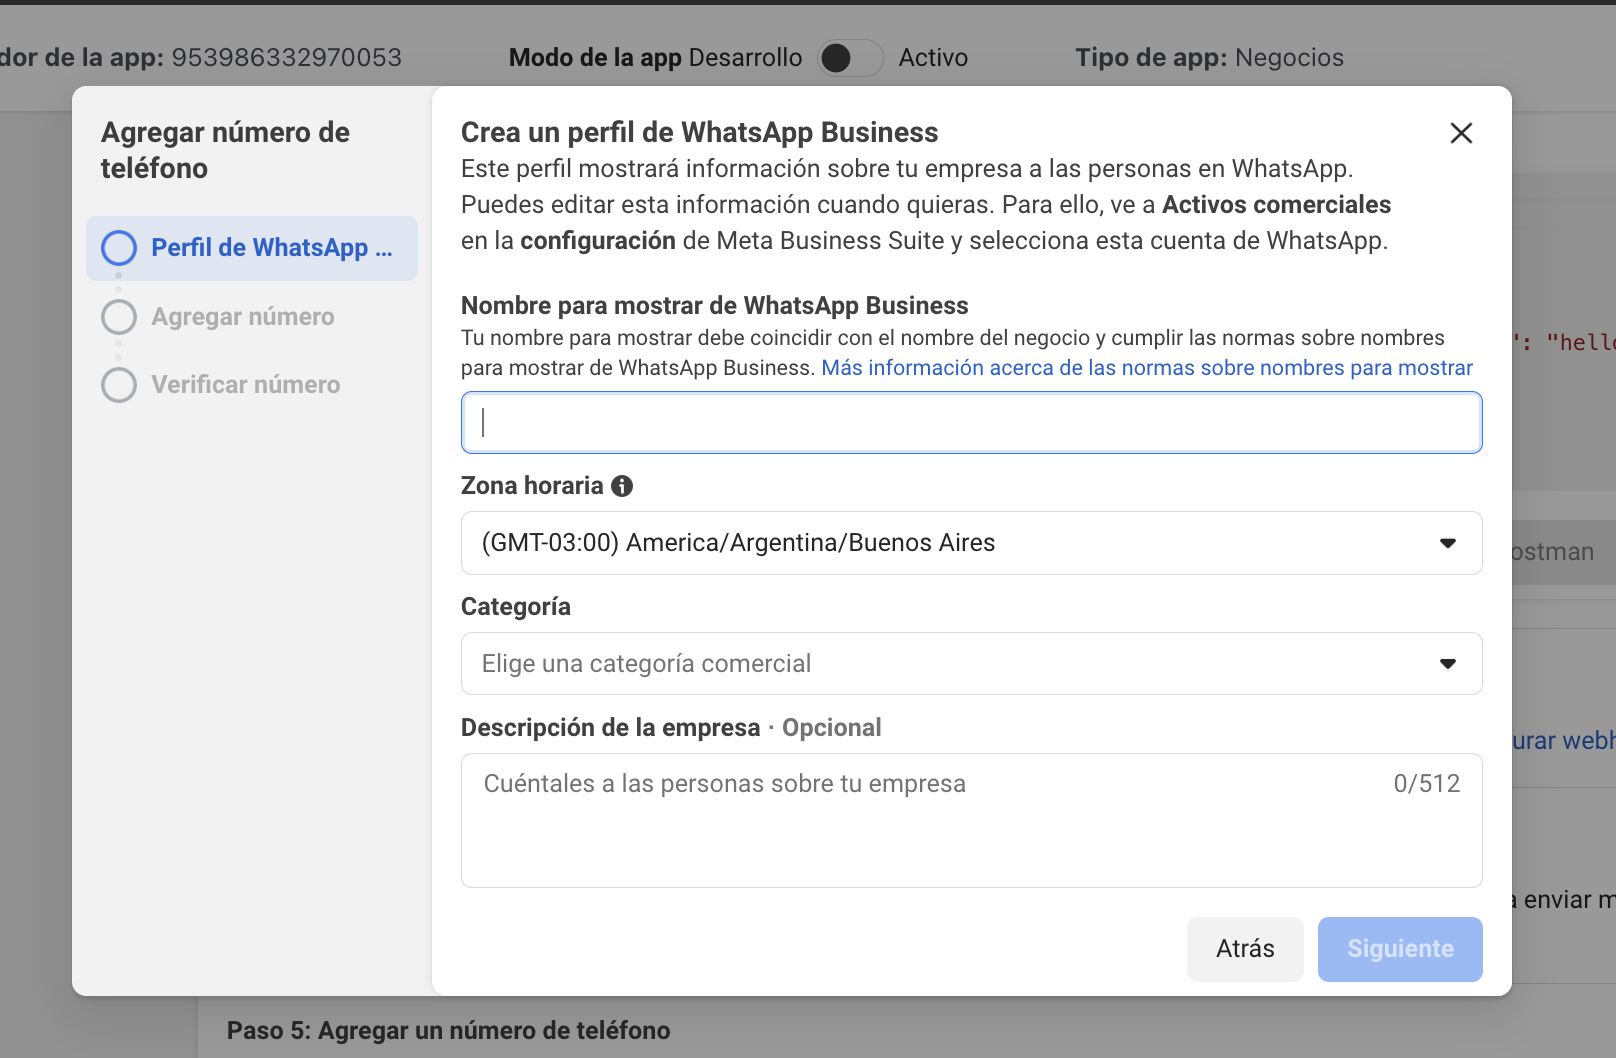 dor de la app: 953986332970053
Modo de la app Desarrollo Activo
Tipo de app: Negocios
Agregar número de
teléfono
Perfil de WhatsApp ...
Agregar número
Verificar número
Crea un perfil de WhatsApp Business
Este perfil mostrará información sobre tu empresa a las personas en WhatsApp.
Puedes editar esta información cuando quieras. Para ello, ve a Activos comerciales
en la configuración de Meta Business Suite y selecciona esta cuenta de WhatsApp.
Nombre para mostrar de WhatsApp Business
Tu nombre para mostrar debe coincidir con el nombre del negocio y cumplir las normas sobre nombres
para mostrar de WhatsApp Business. Más información acerca de las normas sobre nombres para mostrar
Zona horaria
(GMT-03:00) America/Argentina/Buenos Aires
Categoría
Elige una categoría comercial
Descripción de la empresa · Opcional
Cuéntales a las personas sobre tu empresa 0/512
Atrás
Siguiente
": "hello
ostman
urar webh
a enviar m
Paso 5: Agregar un número de teléfono